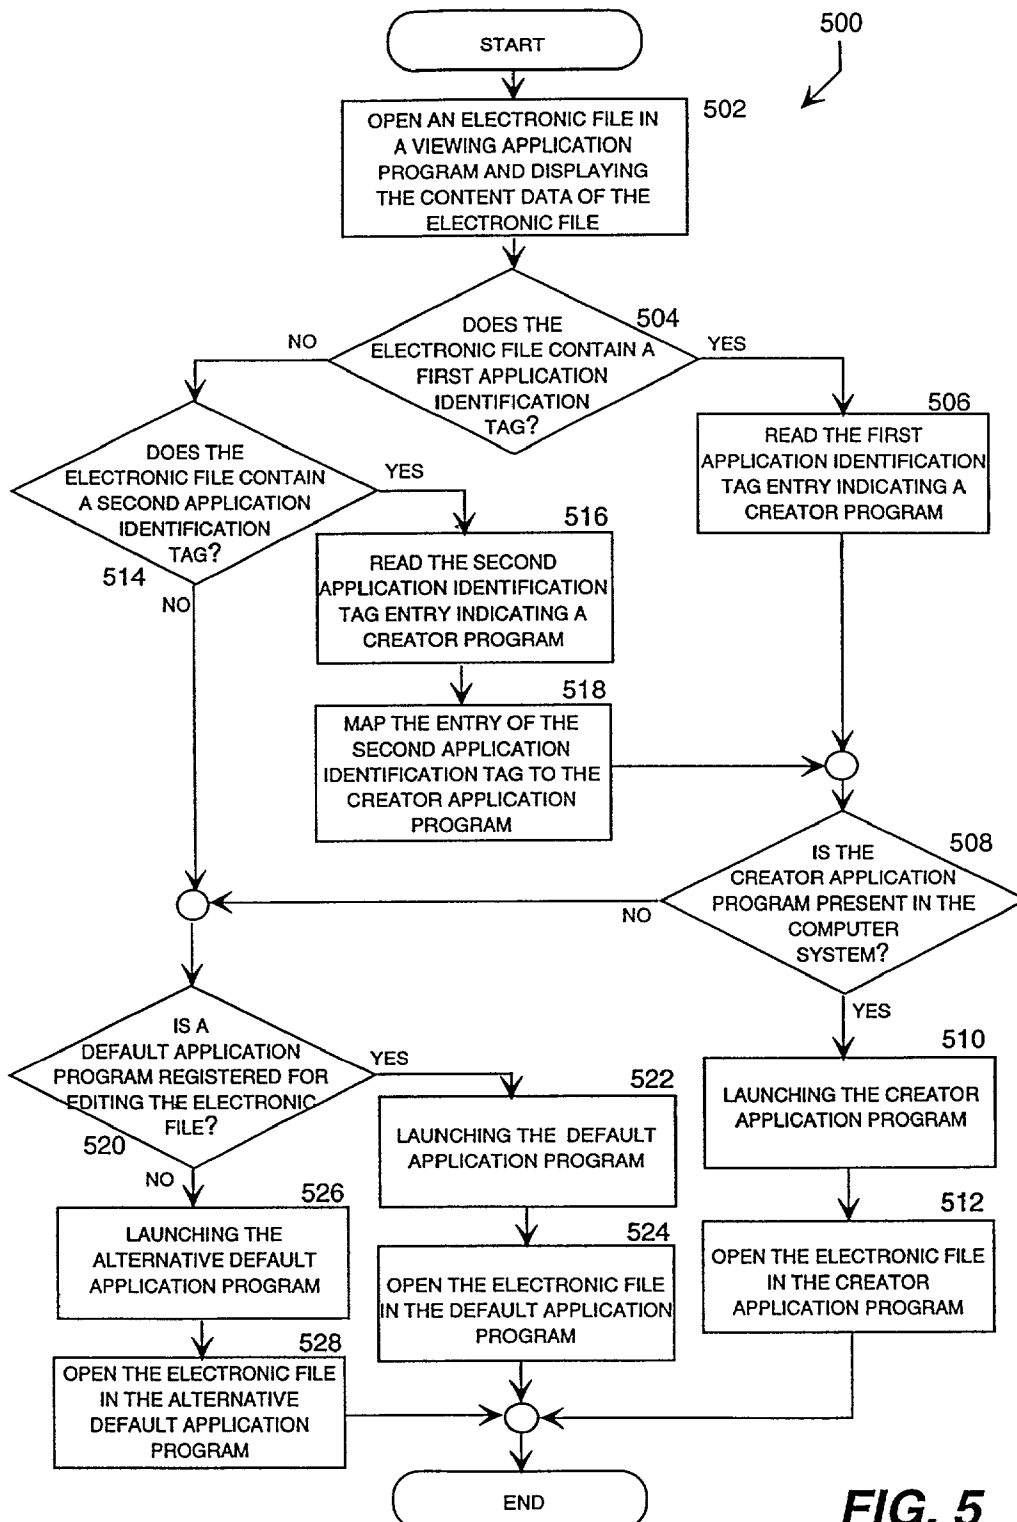 500
START
502
OPEN AN ELECTRONIC FILE IN
A VIEWING APPLICATION
PROGRAM AND DISPLAYING
THE CONTENT DATA OF THE
ELECTRONIC FILE
504
DOES THE
ELECTRONIC FILE CONTAIN A
FIRST APPLICATION
IDENTIFICATION
TAG?
NO
YES
506
READ THE FIRST
APPLICATION IDENTIFICATION
TAG ENTRY INDICATING A
CREATOR PROGRAM
DOES THE
ELECTRONIC FILE CONTAIN
A SECOND APPLICATION
IDENTIFICATION
TAG?
514
YES
NO
516
READ THE SECOND
APPLICATION IDENTIFICATION
TAG ENTRY INDICATING A
CREATOR PROGRAM
518
MAP THE ENTRY OF THE
SECOND APPLICATION
IDENTIFICATION TAG TO THE
CREATOR APPLICATION
PROGRAM
508
IS THE
CREATOR APPLICATION
PROGRAM PRESENT IN THE
COMPUTER
SYSTEM?
NO
YES
IS A
DEFAULT APPLICATION
PROGRAM REGISTERED FOR
EDITING THE ELECTRONIC
FILE?
520
YES
NO
522
LAUNCHING THE DEFAULT
APPLICATION PROGRAM
510
LAUNCHING THE CREATOR
APPLICATION PROGRAM
526
LAUNCHING THE
ALTERNATIVE DEFAULT
APPLICATION PROGRAM
524
OPEN THE ELECTRONIC FILE
IN THE DEFAULT APPLICATION
PROGRAM
512
OPEN THE ELECTRONIC FILE
IN THE CREATOR
APPLICATION PROGRAM
528
OPEN THE ELECTRONIC FILE
IN THE ALTERNATIVE
DEFAULT APPLICATION
PROGRAM
END
FIG. 5